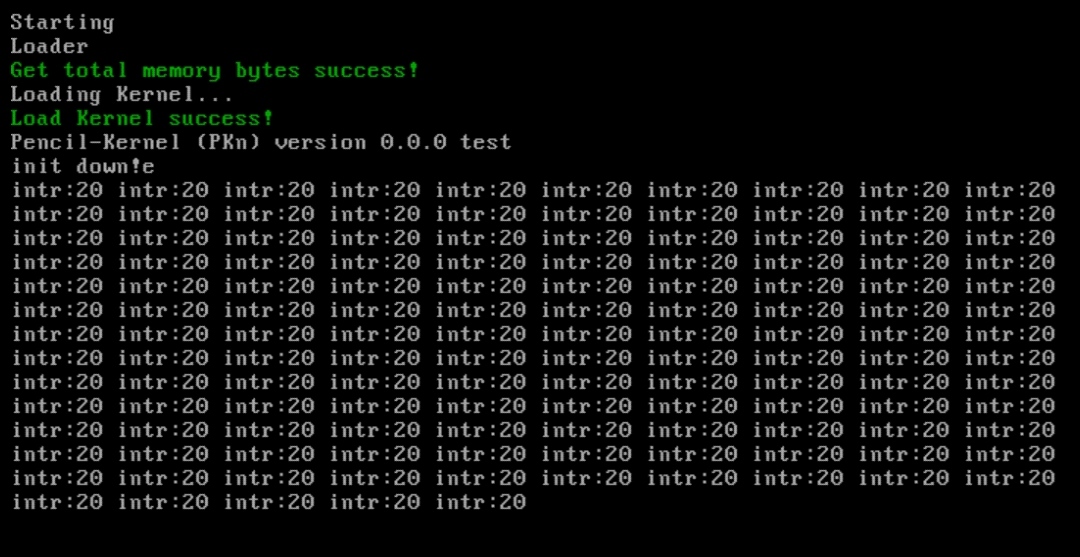 Starting
Loader
Get total memory bytes success!
Loading Kernel...
Load Kernel success!
Pencil-Kernel (PKn) version 0.0.0 test
init down!e
intr:20 intr:20 intr:20 intr:20 intr:20 intr:20 intr:20 intr:20 intr:20 intr:20
intr:20 intr:20 intr:20 intr:20 intr:20 intr:20 intr:20 intr:20 intr:20 intr:20
intr:20 intr:20 intr:20 intr:20 intr:20 intr:20 intr:20 intr:20 intr:20 intr:20
intr:20 intr:20 intr:20 intr:20 intr:20 intr:20 intr:20 intr:20 intr:20 intr:20
intr:20 intr:20 intr:20 intr:20 intr:20 intr:20 intr:20 intr:20 intr:20 intr:20
intr:20 intr:20 intr:20 intr:20 intr:20 intr:20 intr:20 intr:20 intr:20 intr:20
intr:20 intr:20 intr:20 intr:20 intr:20 intr:20 intr:20 intr:20 intr:20 intr:20
intr:20 intr:20 intr:20 intr:20 intr:20 intr:20 intr:20 intr:20 intr:20 intr:20
intr:20 intr:20 intr:20 intr:20 intr:20 intr:20 intr:20 intr:20 intr:20 intr:20
intr:20 intr:20 intr:20 intr:20 intr:20 intr:20 intr:20 intr:20 intr:20 intr:20
intr:20 intr:20 intr:20 intr:20 intr:20 intr:20 intr:20 intr:20 intr:20 intr:20
intr:20 intr:20 intr:20 intr:20 intr:20 intr:20 intr:20 intr:20 intr:20 intr:20
intr:20 intr:20 intr:20 intr:20 intr:20 intr:20 intr:20 intr:20 intr:20 intr:20
intr:20 intr:20 intr:20 intr:20 intr:20